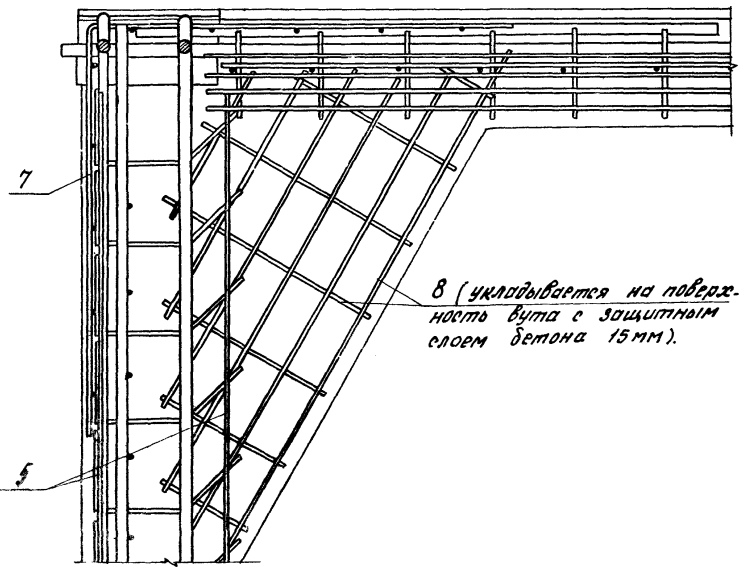 7
8 (укладывается на поверх-
ность вута с защитным
слоем бетона 15мм).
5